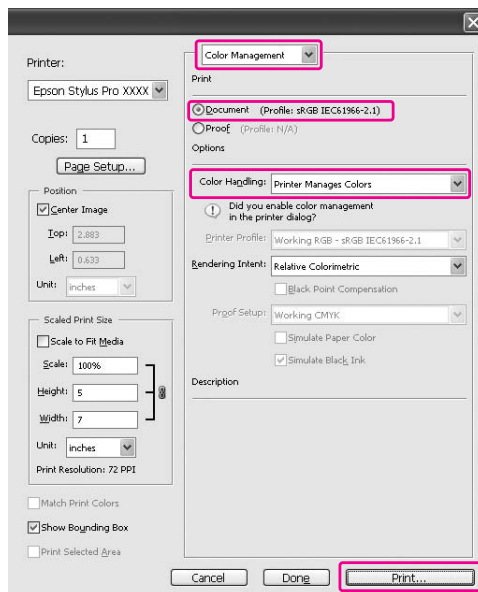 Printer:
Epson Stylus Pro XXXX
Copies: 1
Page Setup...
Position
Center Image
Top: 2.883
Left: 0.633
Unit: inches
Scaled Print Size
Scale to Fit Media
Scale: 100%
Height: 5
Width: 7
Unit: inches
Print Resolution: 72 PPI
Match Print Colors
Show Bounding Box
Print Selected Area
Color Management
Print
Document (Profile: sRGB IEC61966-2.1)
Proof (Profile: N/A)
Options
Color Handling: Printer Manages Colors
Did you enable color management
in the printer dialog?
Printer Profile: Working RGB - sRGB IEC61966-2.1
Rendering Intent: Relative Colorimetric
Black Point Compensation
Proof Setup: Working CMYK
Simulate Paper Color
Simulate Black Ink
Description
Cancel Done Print...